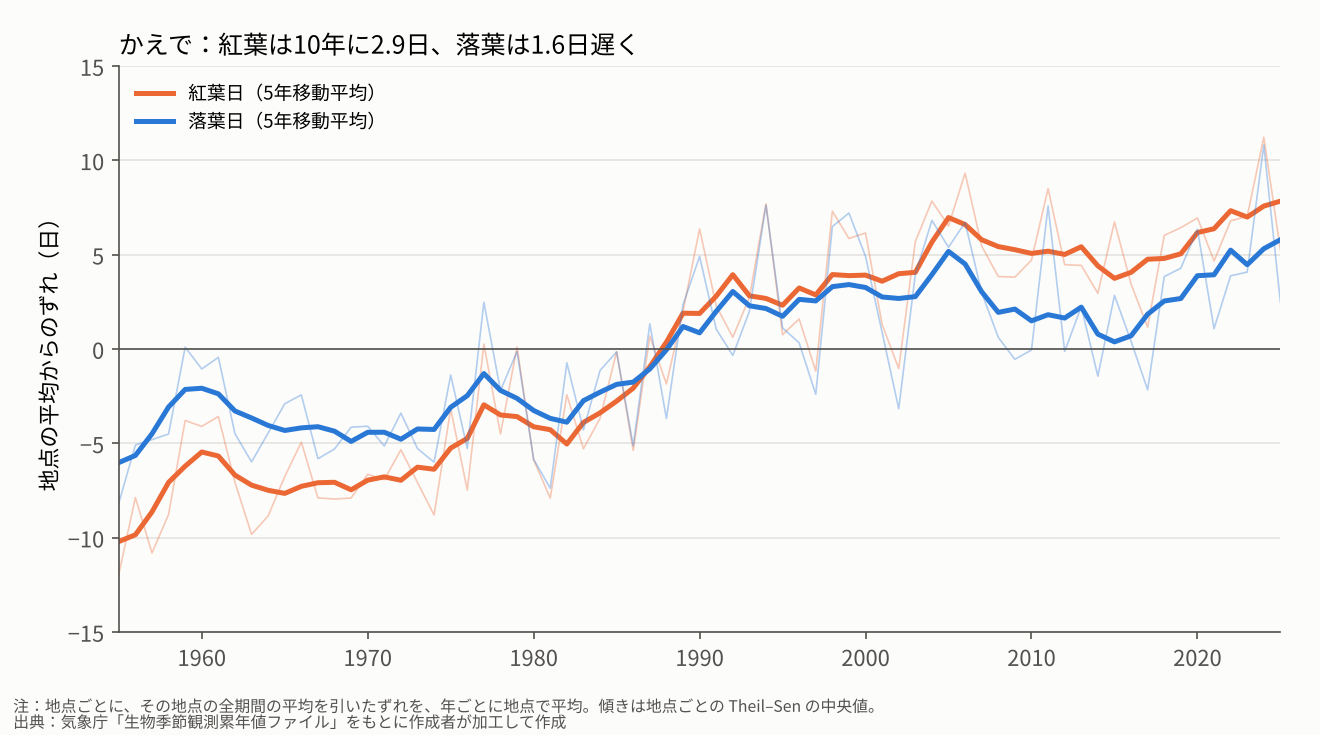 かえで：紅葉は10年に2.9日、落葉は1.6日遅く
紅葉日（5年移動平均）
落葉日（5年移動平均）
地点の平均からのずれ（日）
15
10
5
0
−5
−10
−15
1960 1970 1980 1990 2000 2010 2020
注：地点ごとに、その地点の全期間の平均を引いたずれを、年ごとに地点で平均。傾きは地点ごとの Theil–Sen の中央値。
出典：気象庁「生物季節観測累年値ファイル」をもとに作成者が加工して作成